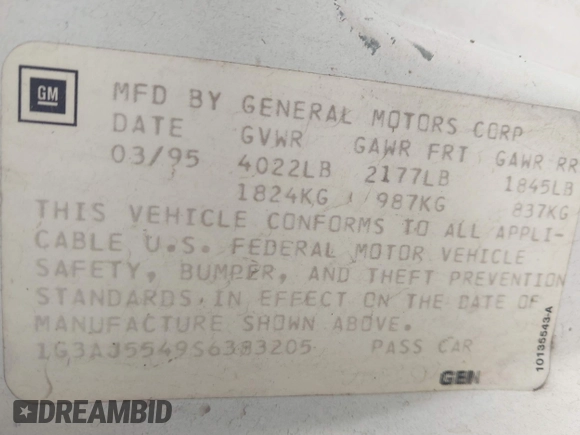 GM
MFD BY GENERAL MOTORS CORP
DATE GVWR GAWR FRT GAWR RR
03/95 4022LB 2177LB 1845LB
1824KG 987KG 837KG
THIS VEHICLE CONFORMS TO ALL APPLI-
CABLE U.S. FEDERAL MOTOR VEHICLE
SAFETY, BUMPER, AND THEFT PREVENTION
STANDARDS IN EFFECT ON THE DATE OF
MANUFACTURE SHOWN ABOVE.
1G3AJ5549S6383205 PASS CAR
GEN
10136543-A
DREAMBID